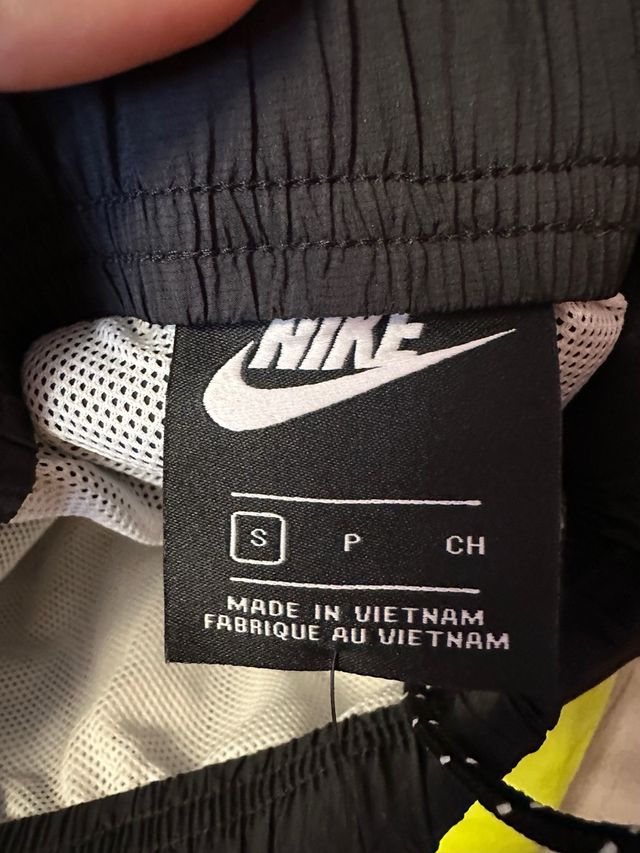 NIKE
S P CH
MADE IN VIETNAM
FABRIQUE AU VIETNAM